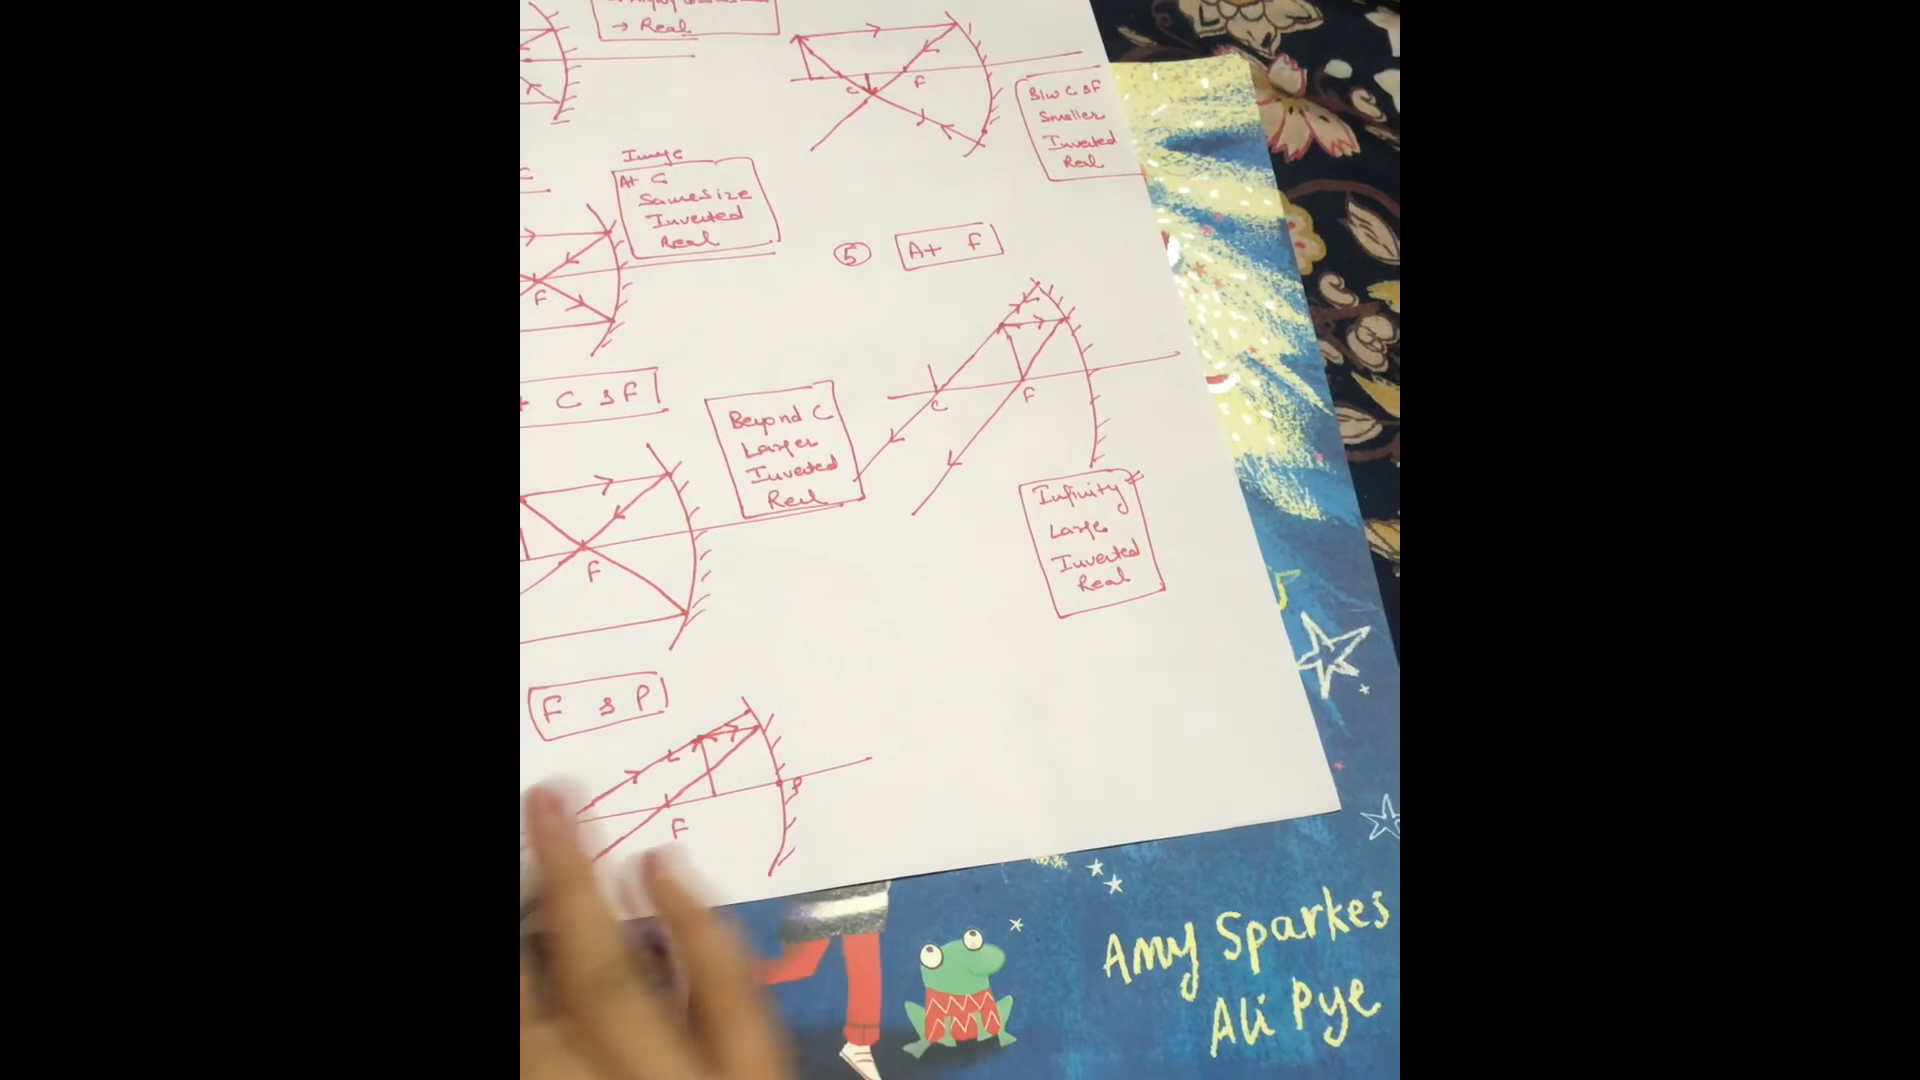 → Real
C
F
B/w C & F
Smaller
Inverted
Real
Image
At C
Same size
Inverted
Real
F
5 At F
C & F
Beyond C
Larger
Inverted
Real
F
C
F
Infinity
Large
Inverted
Real
F & P
F
P
Amy Sparkes
Ali Pye